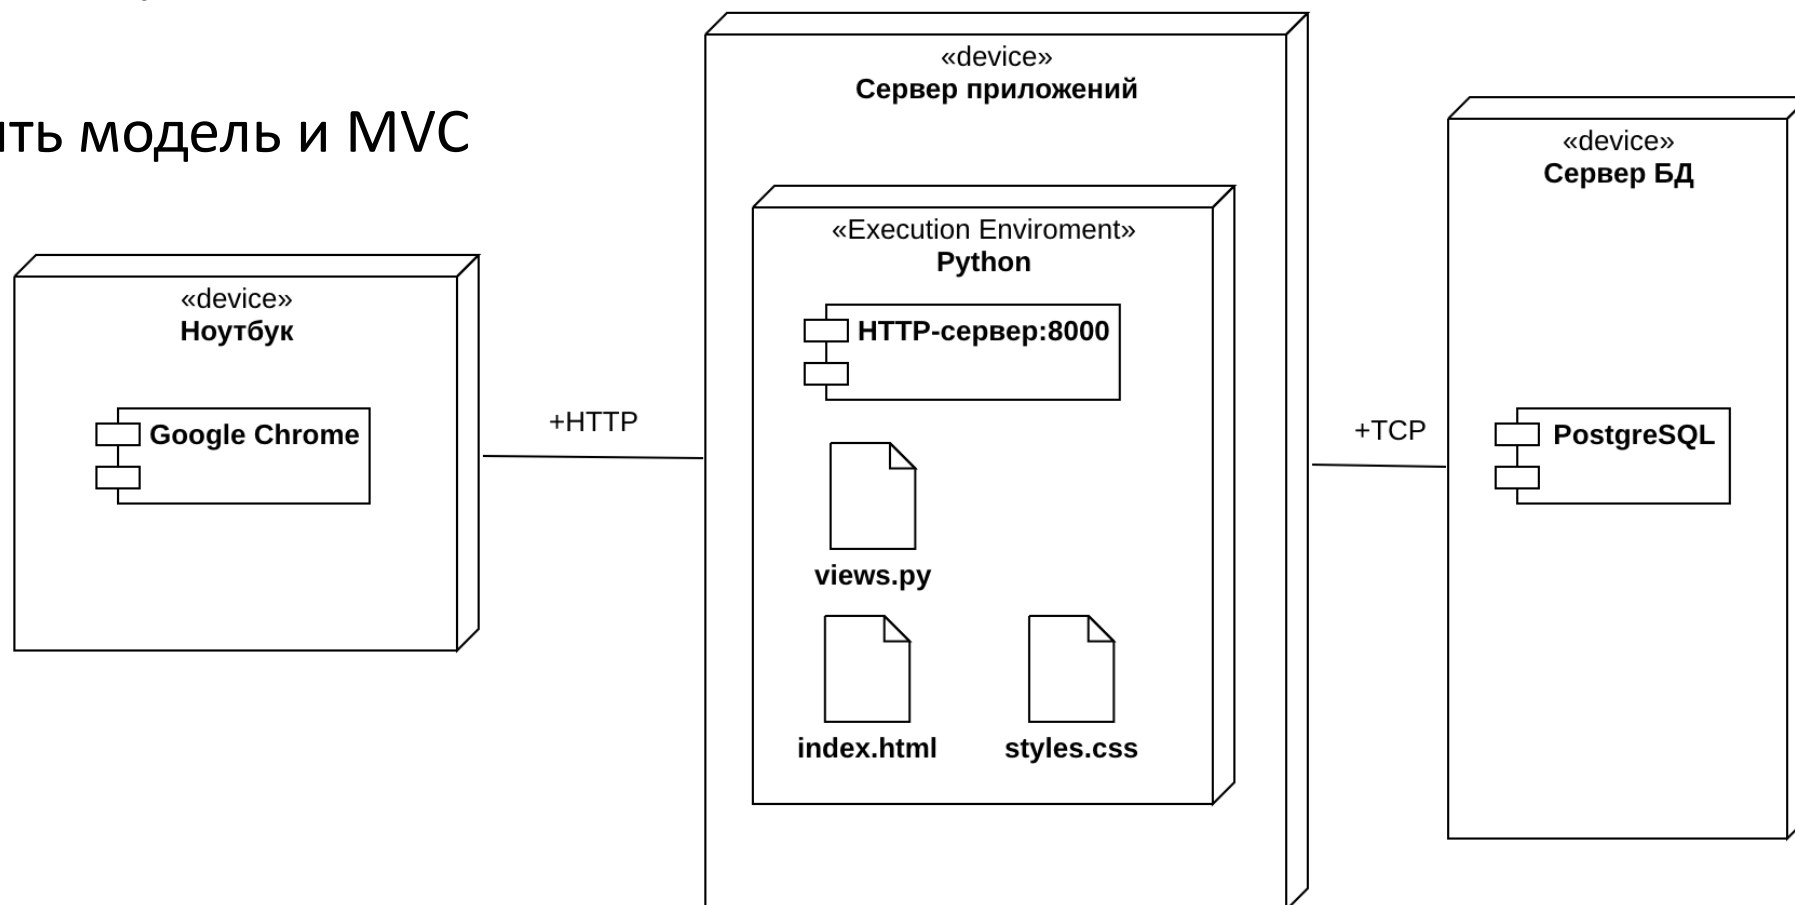 ить модель и MVC
«device»
Ноутбук
Google Chrome
+HTTP
«device»
Сервер приложений
«Execution Enviroment»
Python
HTTP-сервер:8000
views.py
index.html
styles.css
+TCP
«device»
Сервер БД
PostgreSQL